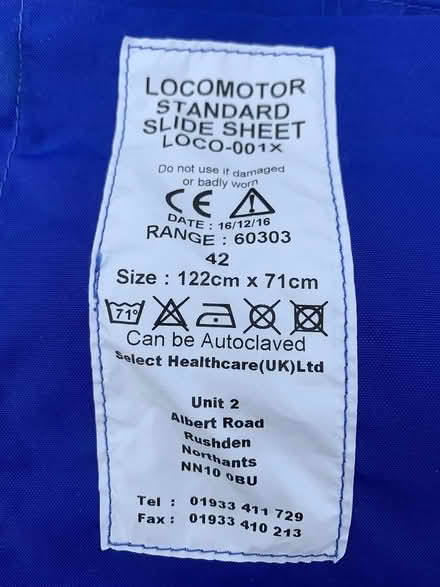 LOCOMOTOR
STANDARD
SLIDE SHEET
LOCO-001X
Do not use if damaged
or badly worn
CE
DATE : 16/12/16
RANGE : 60303
42
Size : 122cm x 71cm
71°
Can be Autoclaved
Select Healthcare(UK)Ltd
Unit 2
Albert Road
Rushden
Northants
NN10 0BU
Tel : 01933 411 729
Fax : 01933 410 213